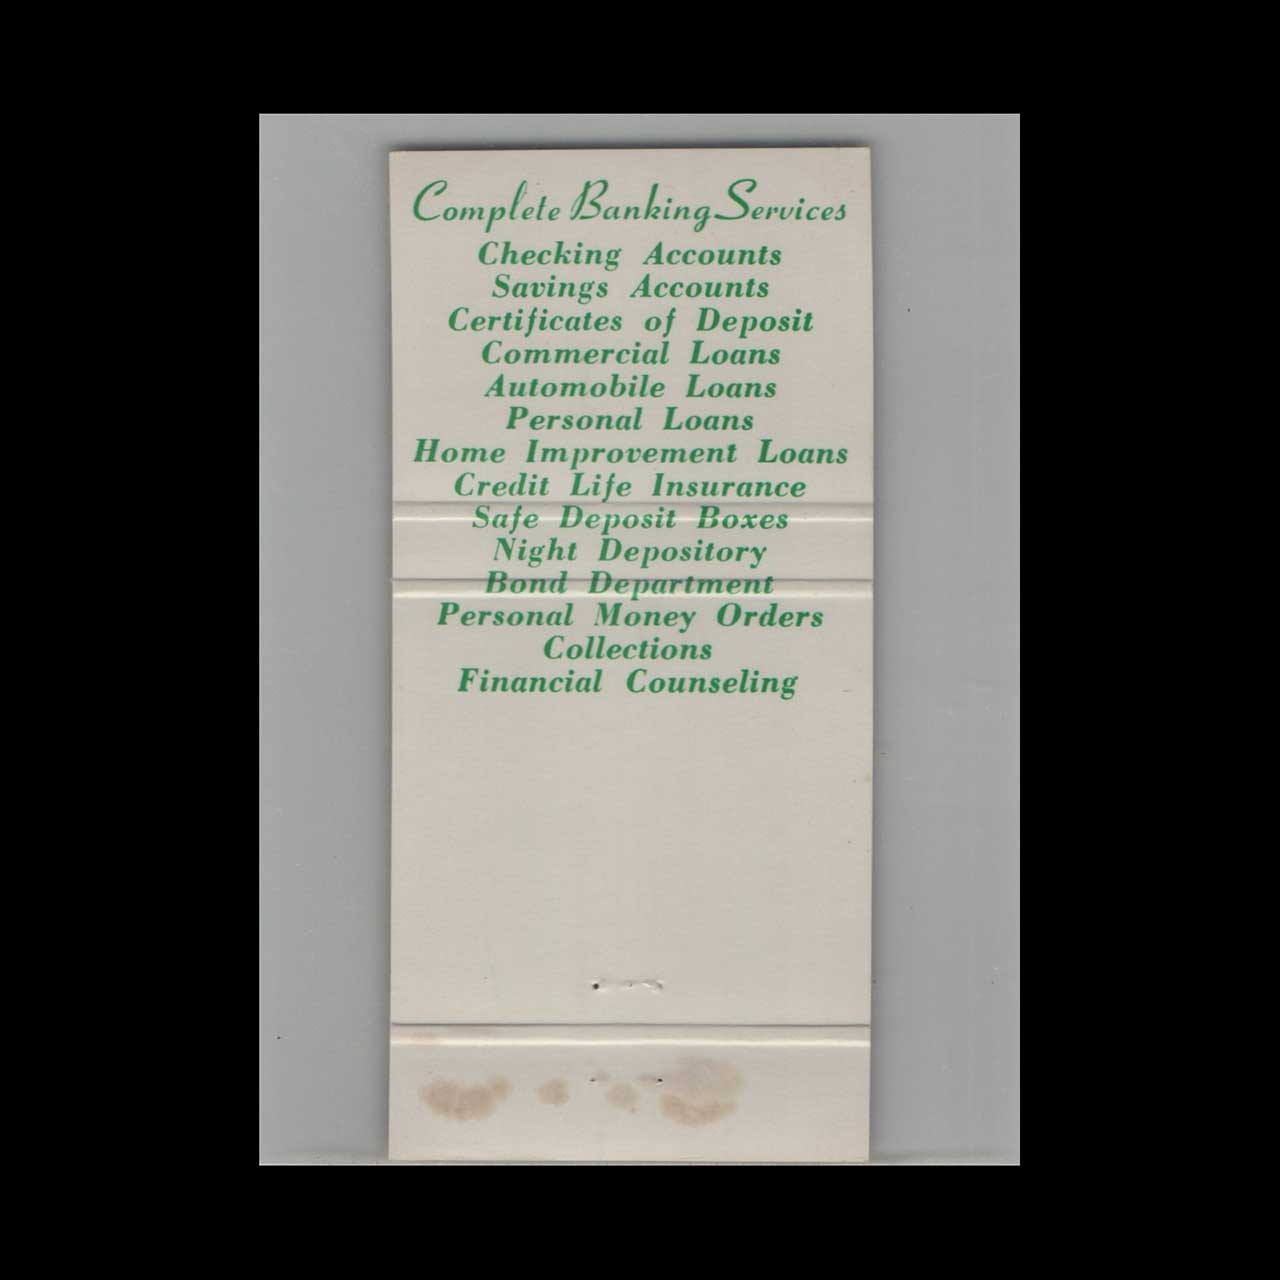 Complete Banking Services
Checking Accounts
Savings Accounts
Certificates of Deposit
Commercial Loans
Automobile Loans
Personal Loans
Home Improvement Loans
Credit Life Insurance
Safe Deposit Boxes
Night Depository
Bond Department
Personal Money Orders
Collections
Financial Counseling